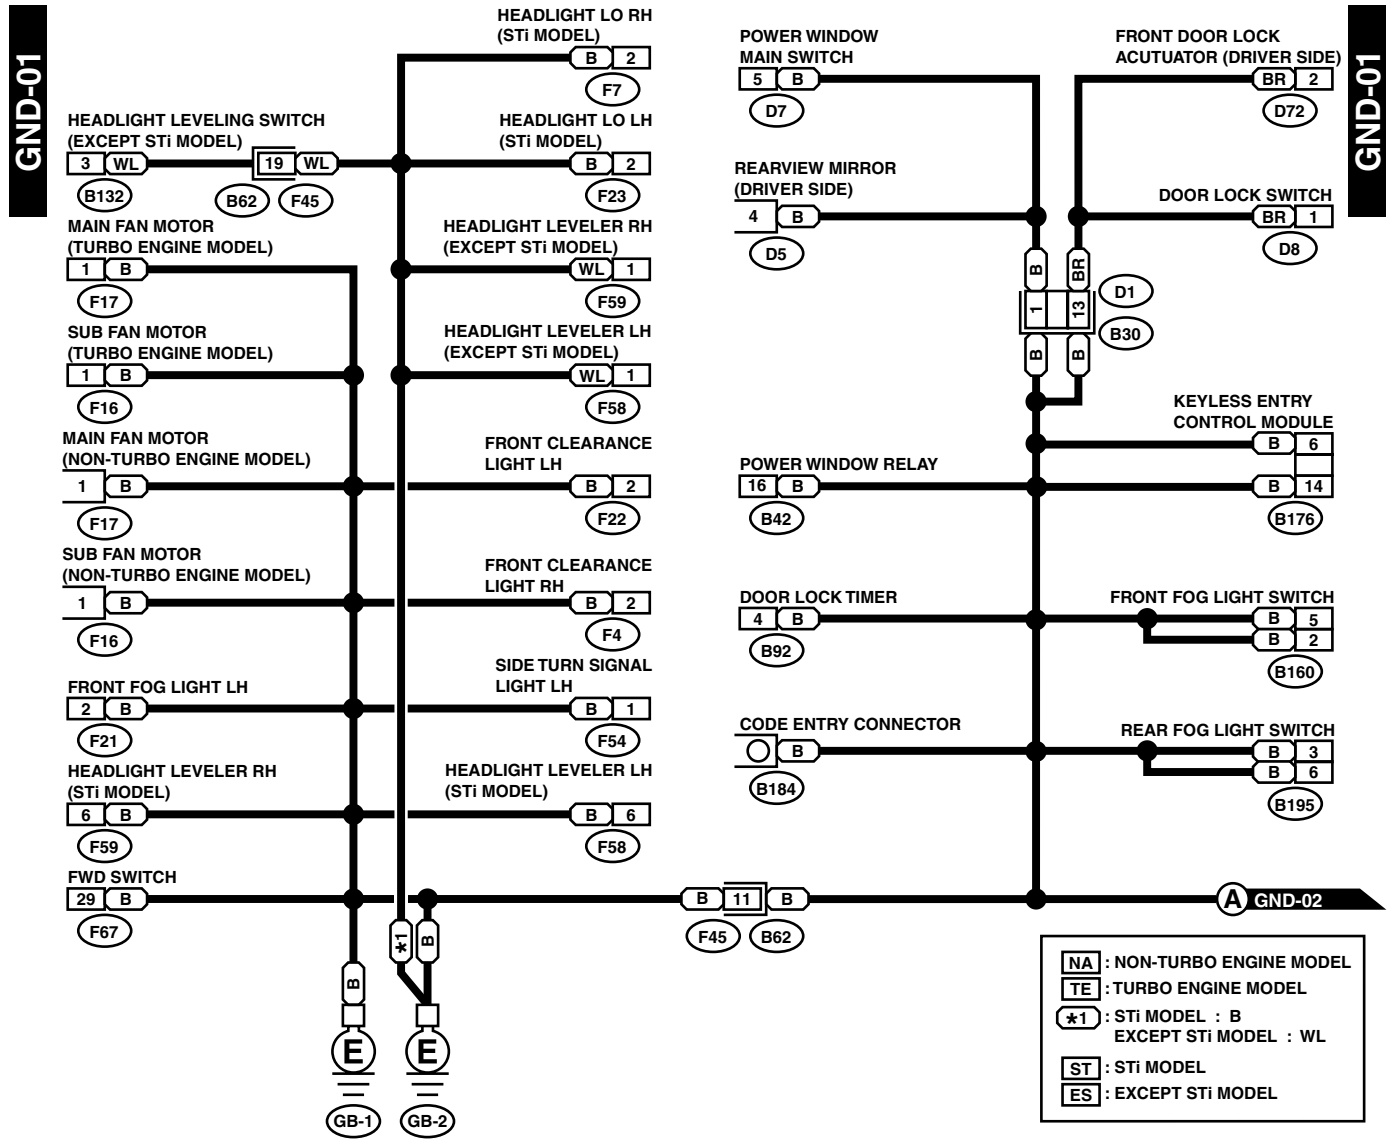 GND-01
HEADLIGHT LO RH
(STi MODEL)
B 2
F7
HEADLIGHT LEVELING SWITCH
(EXCEPT STi MODEL)
3 WL 19 WL
B132 B62 F45
HEADLIGHT LO LH
(STi MODEL)
B 2
F23
MAIN FAN MOTOR
(TURBO ENGINE MODEL)
1 B
F17
HEADLIGHT LEVELER RH
(EXCEPT STi MODEL)
WL 1
F59
SUB FAN MOTOR
(TURBO ENGINE MODEL)
1 B
F16
HEADLIGHT LEVELER LH
(EXCEPT STi MODEL)
WL 1
F58
MAIN FAN MOTOR
(NON-TURBO ENGINE MODEL)
1 B
F17
FRONT CLEARANCE
LIGHT LH
B 2
F22
SUB FAN MOTOR
(NON-TURBO ENGINE MODEL)
1 B
F16
FRONT CLEARANCE
LIGHT RH
B 2
F4
FRONT FOG LIGHT LH
2 B
F21
SIDE TURN SIGNAL
LIGHT LH
B 1
F54
HEADLIGHT LEVELER RH
(STi MODEL)
6 B
F59
HEADLIGHT LEVELER LH
(STi MODEL)
B 6
F58
FWD SWITCH
29 B
F67
B 11 B
F45 B62
*1 B
B
E E
GB-1 GB-2
POWER WINDOW
MAIN SWITCH
5 B
D7
FRONT DOOR LOCK
ACUTUATOR (DRIVER SIDE)
BR 2
D72
GND-01
REARVIEW MIRROR
(DRIVER SIDE)
4 B
D5
DOOR LOCK SWITCH
BR 1
D8
B BR
1 13
D1
B30
B B
KEYLESS ENTRY
CONTROL MODULE
B 6
B 14
B176
POWER WINDOW RELAY
16 B
B42
DOOR LOCK TIMER
4 B
B92
FRONT FOG LIGHT SWITCH
B 5
B 2
B160
CODE ENTRY CONNECTOR
B
B184
REAR FOG LIGHT SWITCH
B 3
B 6
B195
A GND-02
NA : NON-TURBO ENGINE MODEL
TE : TURBO ENGINE MODEL
*1 : STi MODEL : B
EXCEPT STi MODEL : WL
ST : STi MODEL
ES : EXCEPT STi MODEL